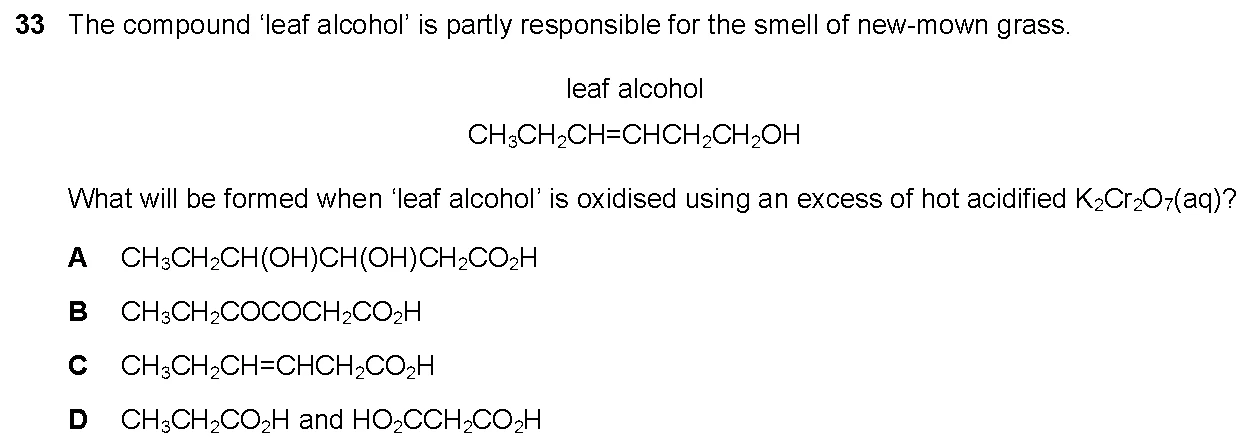 33 The compound ‘leaf alcohol’ is partly responsible for the smell of new-mown grass.
leaf alcohol
CH₃CH₂CH=CHCH₂CH₂OH
What will be formed when ‘leaf alcohol’ is oxidised using an excess of hot acidified K₂Cr₂O₇(aq)?
A CH₃CH₂CH(OH)CH(OH)CH₂CO₂H
B CH₃CH₂COCOCH₂CO₂H
C CH₃CH₂CH=CHCH₂CO₂H
D CH₃CH₂CO₂H and HO₂CCH₂CO₂H